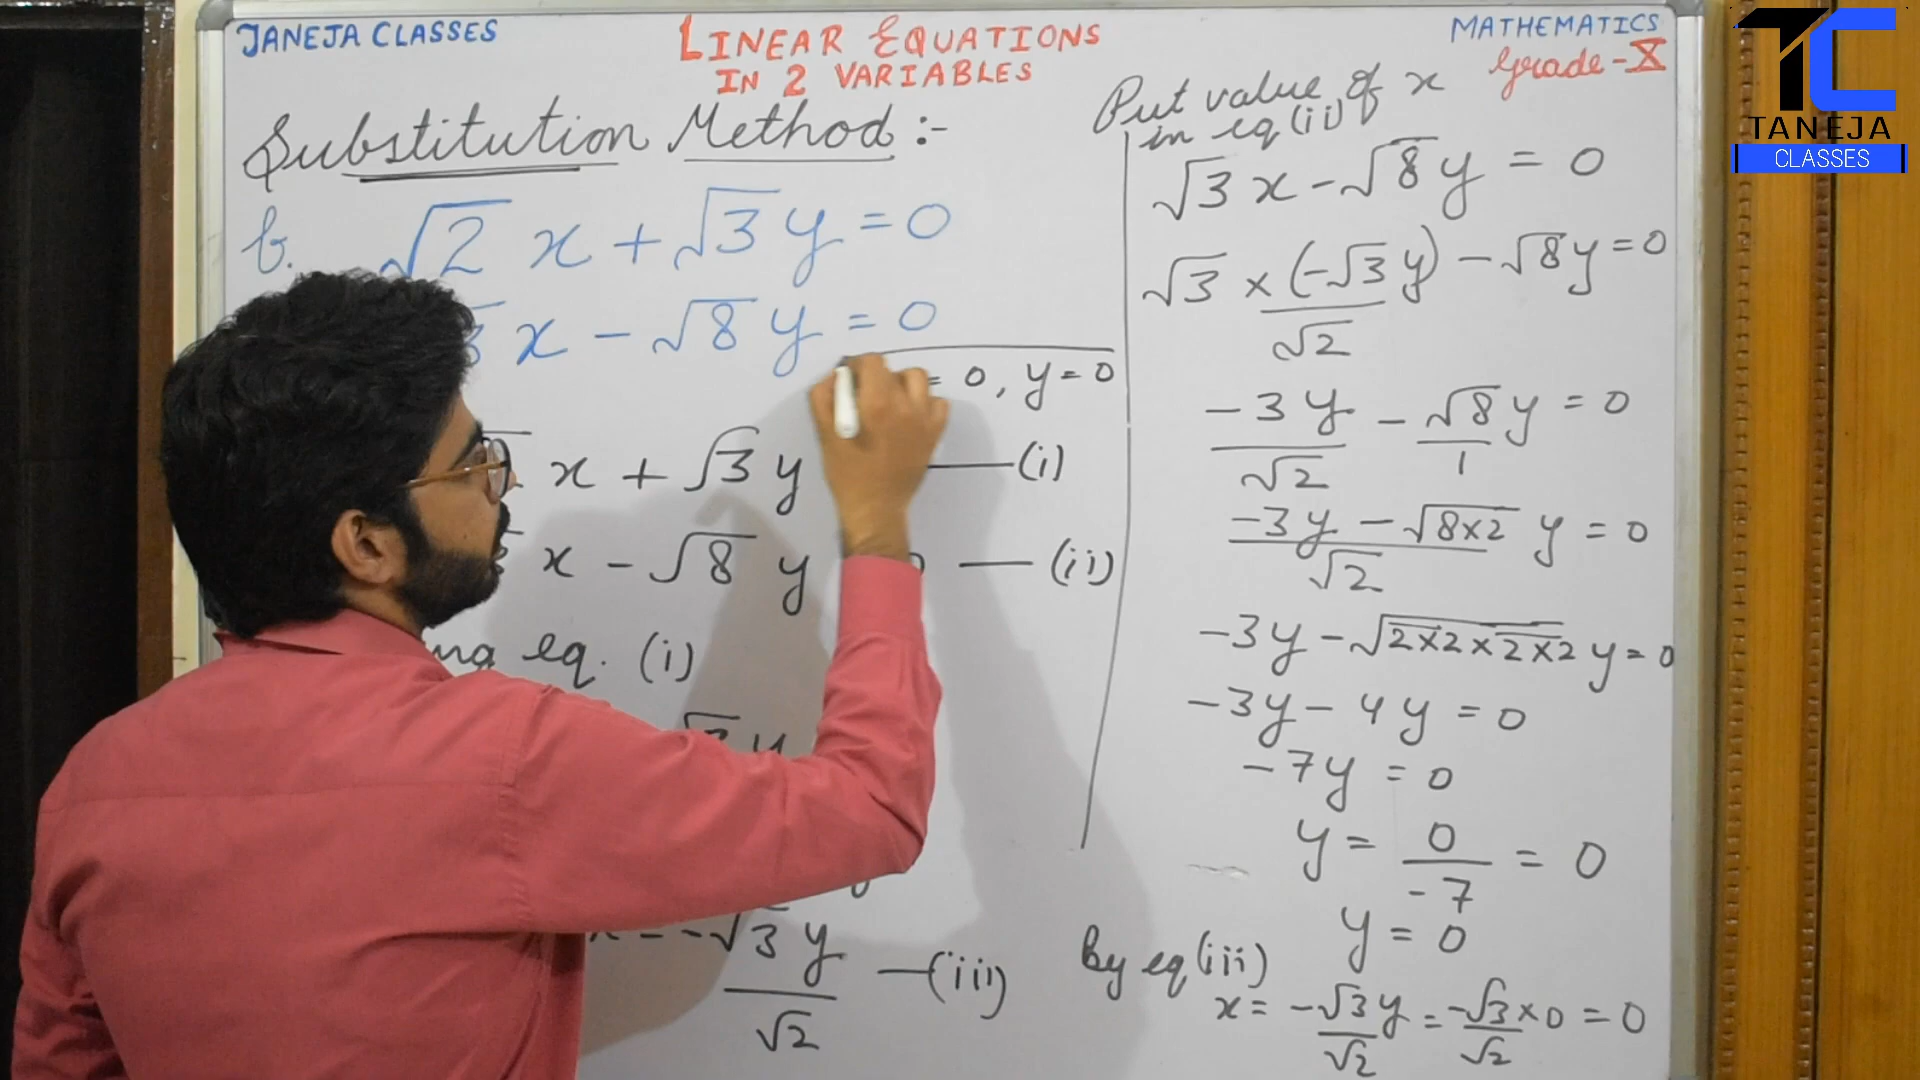 JANEJA CLASSES
LINEAR EQUATIONS
IN 2 VARIABLES
MATHEMATICS
Grade-X
TC
TANEJA
CLASSES
Substitution Method :-
b. √2 x + √3 y = 0
x - √8 y = 0
= 0, y = 0
x + √3 y — (i)
x - √8 y — (ii)
eq. (i)
x = -√3 y / √2 — (iii)
Put value of x
in eq (ii)
√3 x - √8 y = 0
√3 × (-√3 y) / √2 - √8 y = 0
-3y / √2 - √8 y / 1 = 0
-3y - √8×2 y / √2 = 0
-3y - √2×2×2×2 y = 0
-3y - 4y = 0
-7y = 0
y = 0 / -7 = 0
y = 0
by eq (iii)
x = -√3 y / √2 = -√3 × 0 / √2 = 0